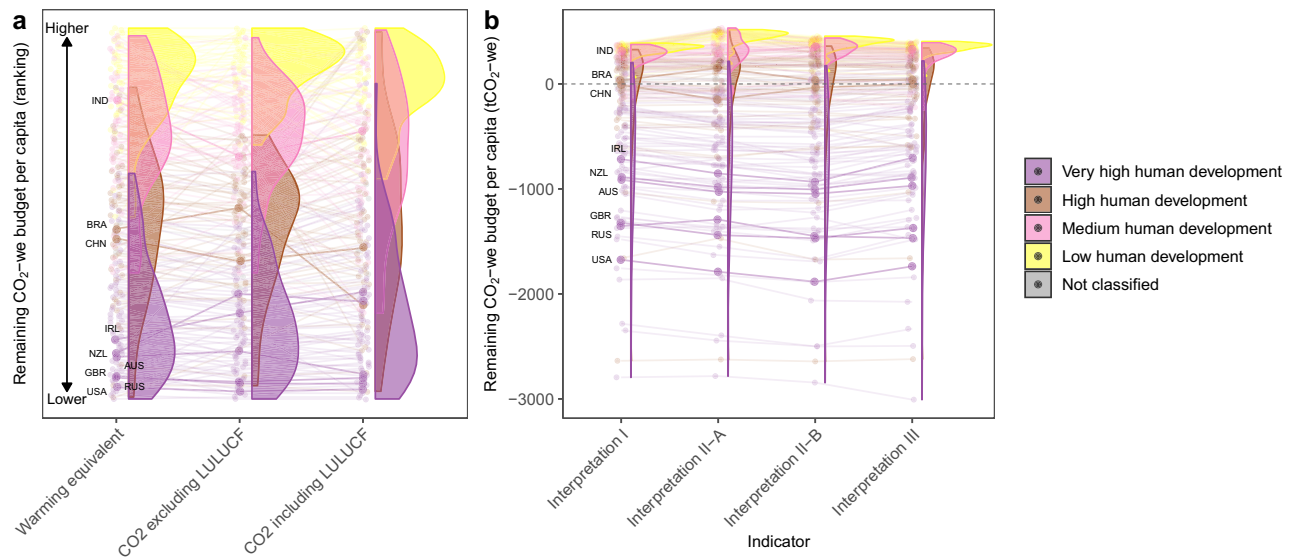 a
Higher
Remaining CO₂−we budget per capita (ranking)
IND
BRA
CHN
IRL
NZL
AUS
GBR
RUS
USA
Lower
Warming equivalent
CO2 excluding LULUCF
CO2 including LULUCF
b
Remaining CO₂−we budget per capita (tCO₂−we)
0
−1000
−2000
−3000
IND
BRA
CHN
IRL
NZL
AUS
GBR
RUS
USA
Interpretation I
Interpretation II−A
Interpretation II−B
Interpretation III
Indicator
Very high human development
High human development
Medium human development
Low human development
Not classified